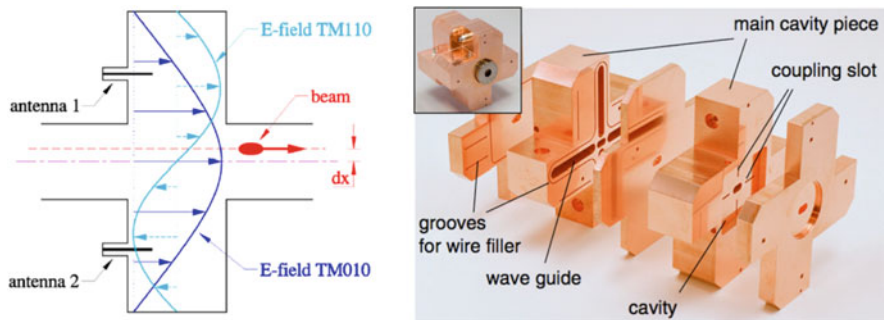 E-field TM110
antenna 1
beam
dx
antenna 2
E-field TM010
main cavity piece
coupling slot
grooves
for wire filler
wave guide
cavity